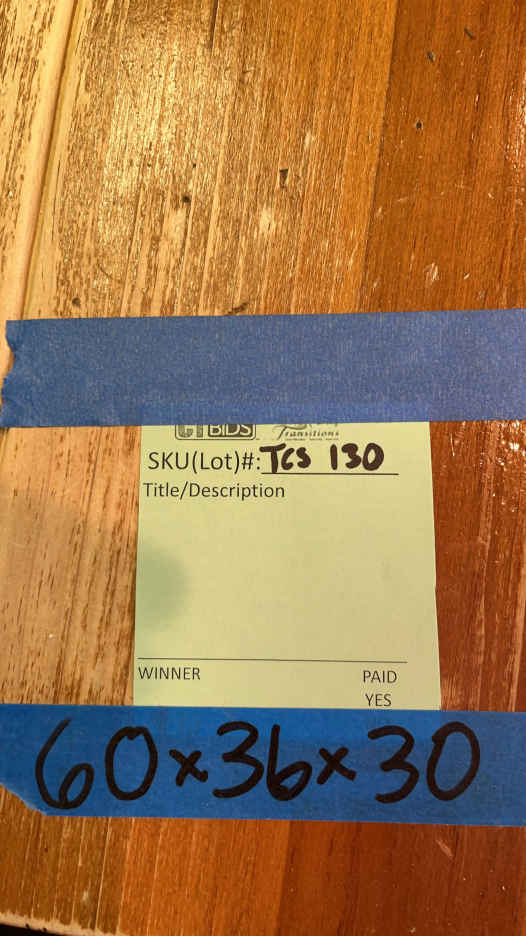 BIDS
Transitions
SKU(Lot)#: TCS 130
Title/Description
WINNER
PAID
YES
60x36x30